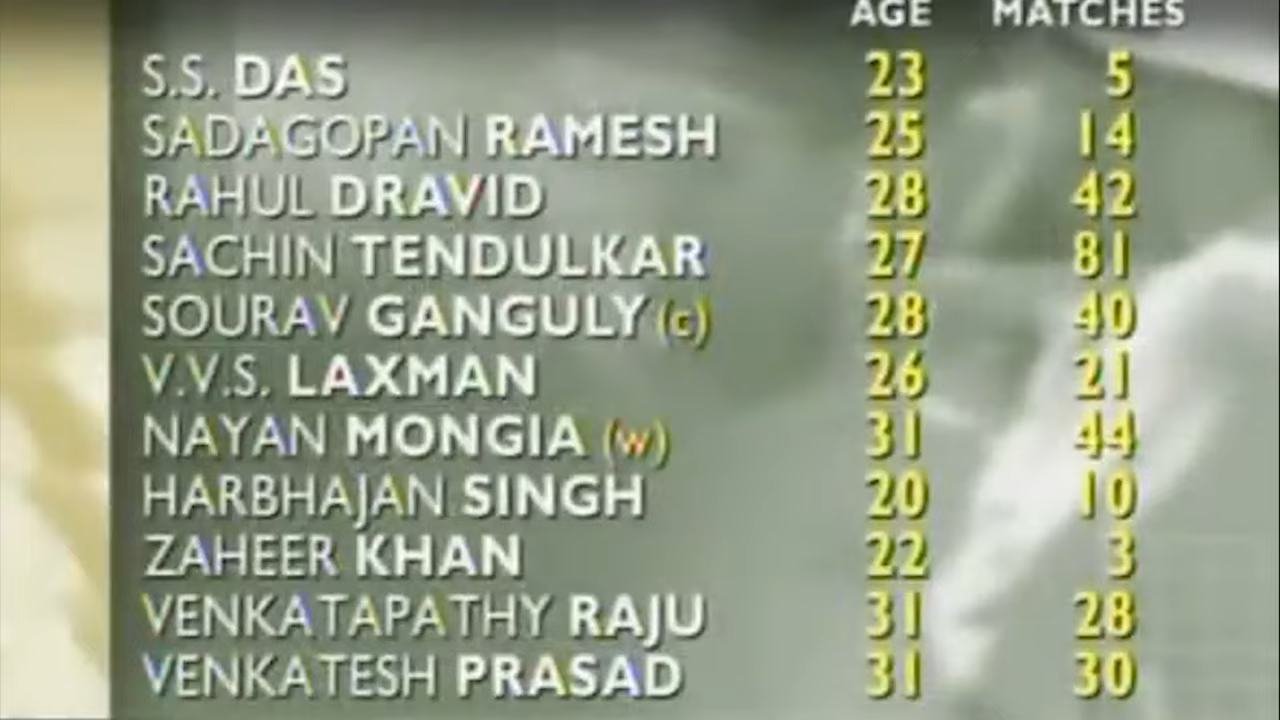 AGE MATCHES
S.S. DAS 23 5
SADAGOPAN RAMESH 25 14
RAHUL DRAVID 28 42
SACHIN TENDULKAR 27 81
SOURAV GANGULY (c) 28 40
V.V.S. LAXMAN 26 21
NAYAN MONGIA (w) 31 44
HARBHAJAN SINGH 20 10
ZAHEER KHAN 22 3
VENKATAPATHY RAJU 31 28
VENKATESH PRASAD 31 30